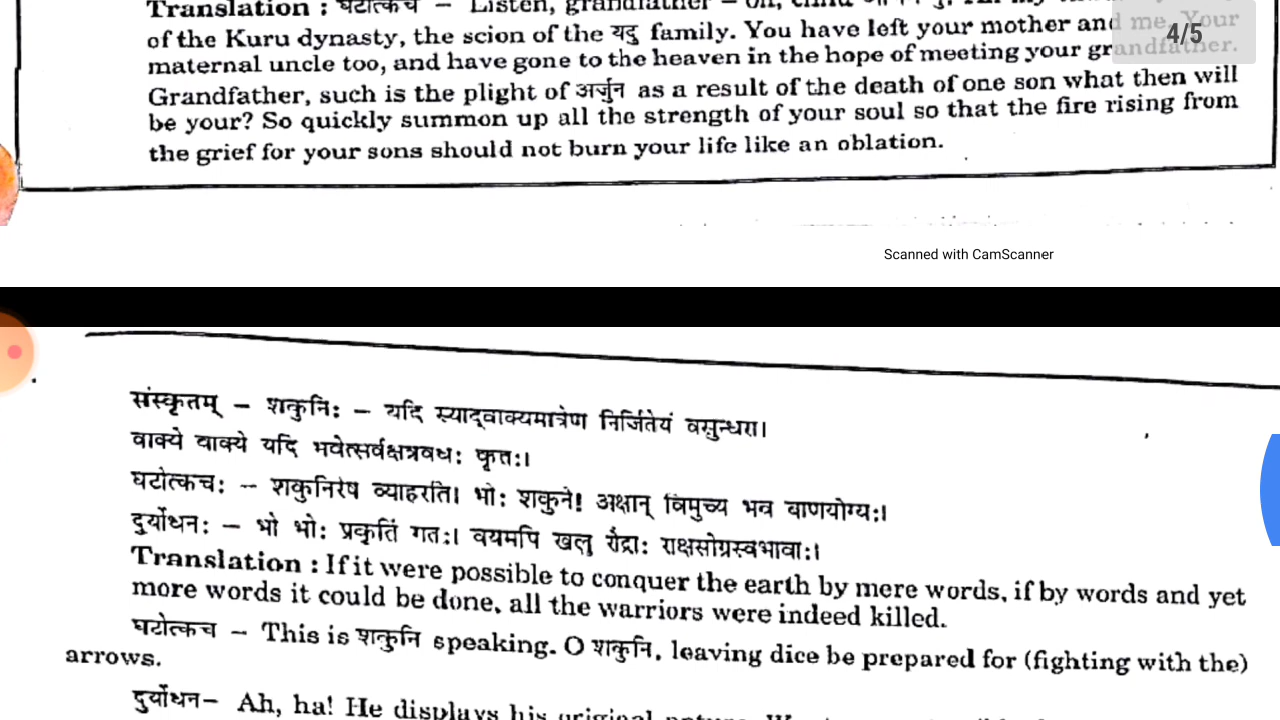 Translation : घटोत्कच – Listen, grandfather – oh, child
of the Kuru dynasty, the scion of the यदु family. You have left your mother and me. Your
4/5
maternal uncle too, and have gone to the heaven in the hope of meeting your grandfather.
Grandfather, such is the plight of अर्जुन as a result of the death of one son what then will
be your? So quickly summon up all the strength of your soul so that the fire rising from
the grief for your sons should not burn your life like an oblation.
Scanned with CamScanner
संस्कृतम् – शकुनिः – यदि स्याद्वाक्यमात्रेण निर्जितेयं वसुन्धरा।
वाक्ये वाक्ये यदि भवेत्सर्वक्षत्रवधः कृतः।
घटोत्कचः – शकुनिरेष व्याहरति। भोः शकुने! अक्षान् विमुच्य भव बाणयोग्यः।
दुर्योधनः – भो भोः प्रकृतिं गतः। वयमपि खलु रौद्राः राक्षसोग्रस्वभावाः।
Translation : If it were possible to conquer the earth by mere words, if by words and yet
more words it could be done, all the warriors were indeed killed.
घटोत्कच – This is शकुनि speaking. O शकुनि, leaving dice be prepared for (fighting with the)
arrows.
दुर्योधन– Ah, ha! He displays his original nature.